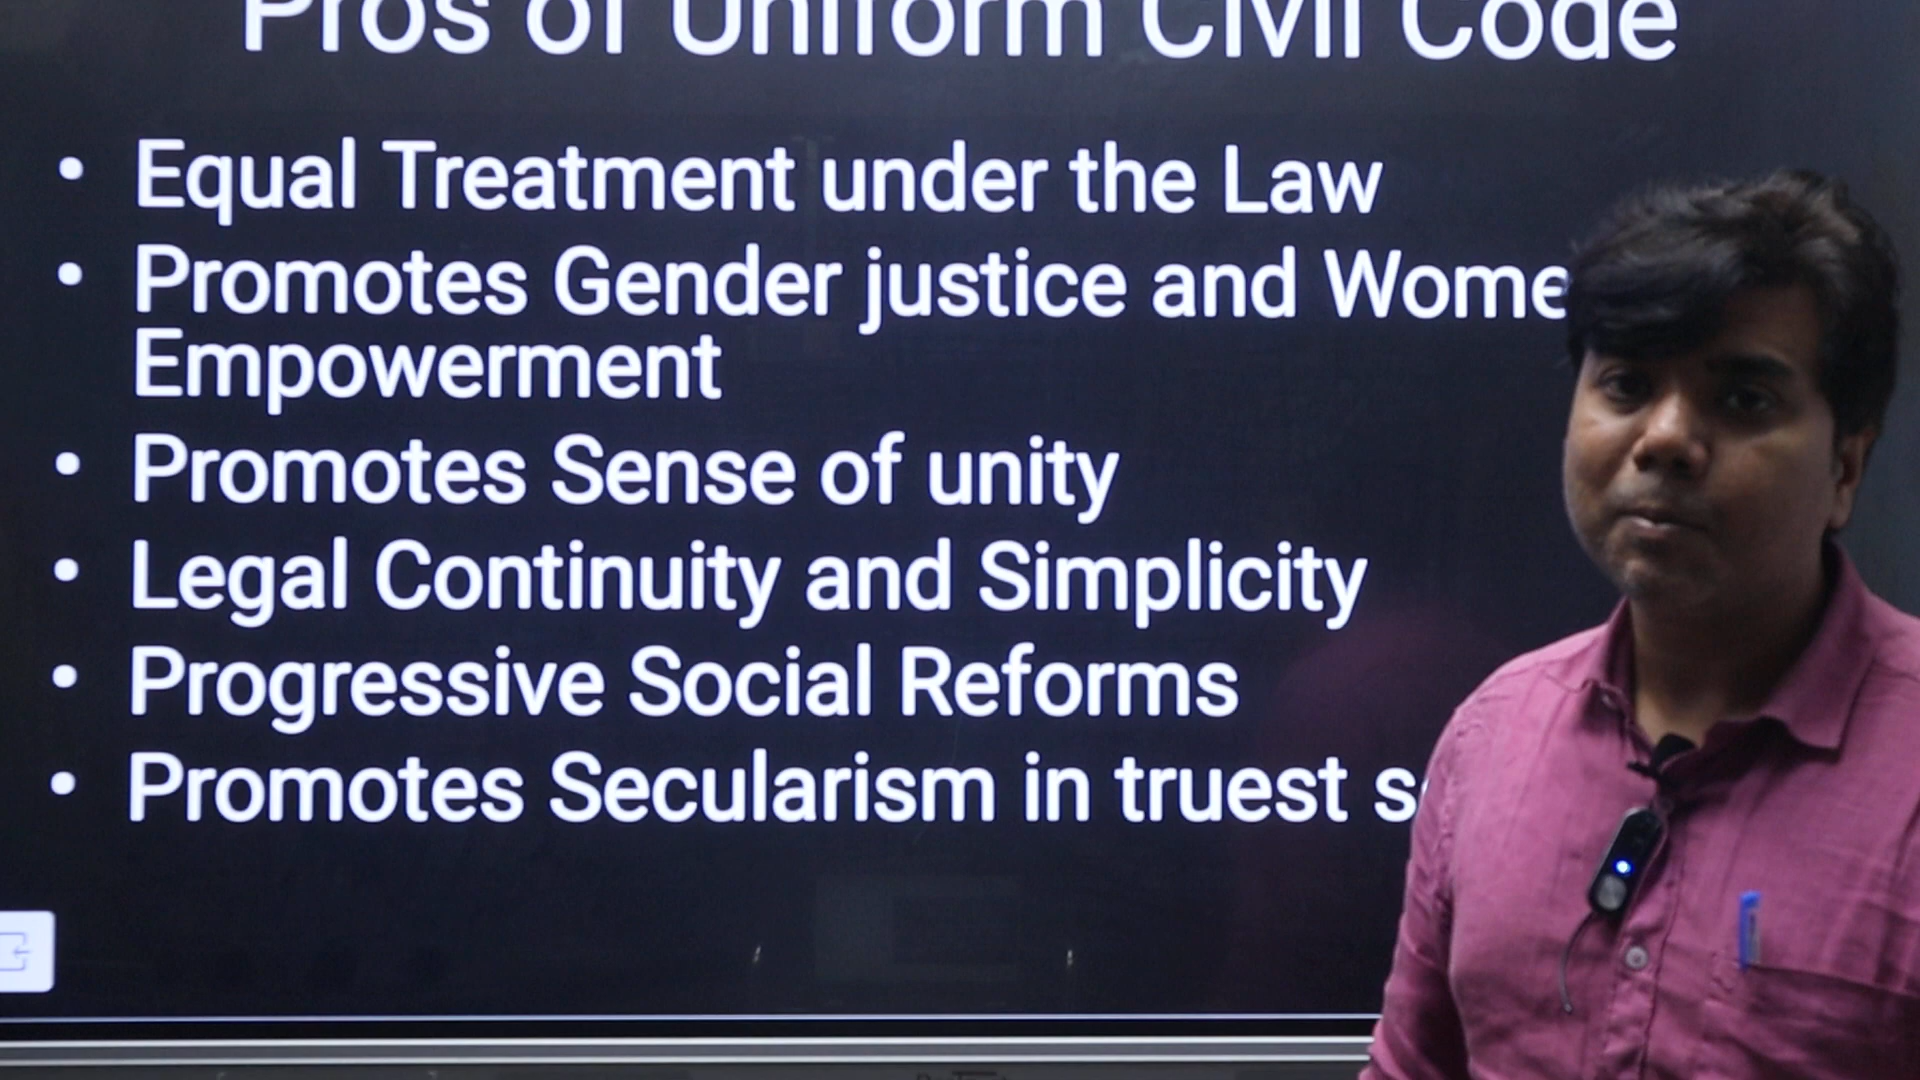 Pros of Uniform Civil Code
• Equal Treatment under the Law
• Promotes Gender justice and Wome
Empowerment
• Promotes Sense of unity
• Legal Continuity and Simplicity
• Progressive Social Reforms
• Promotes Secularism in truest s